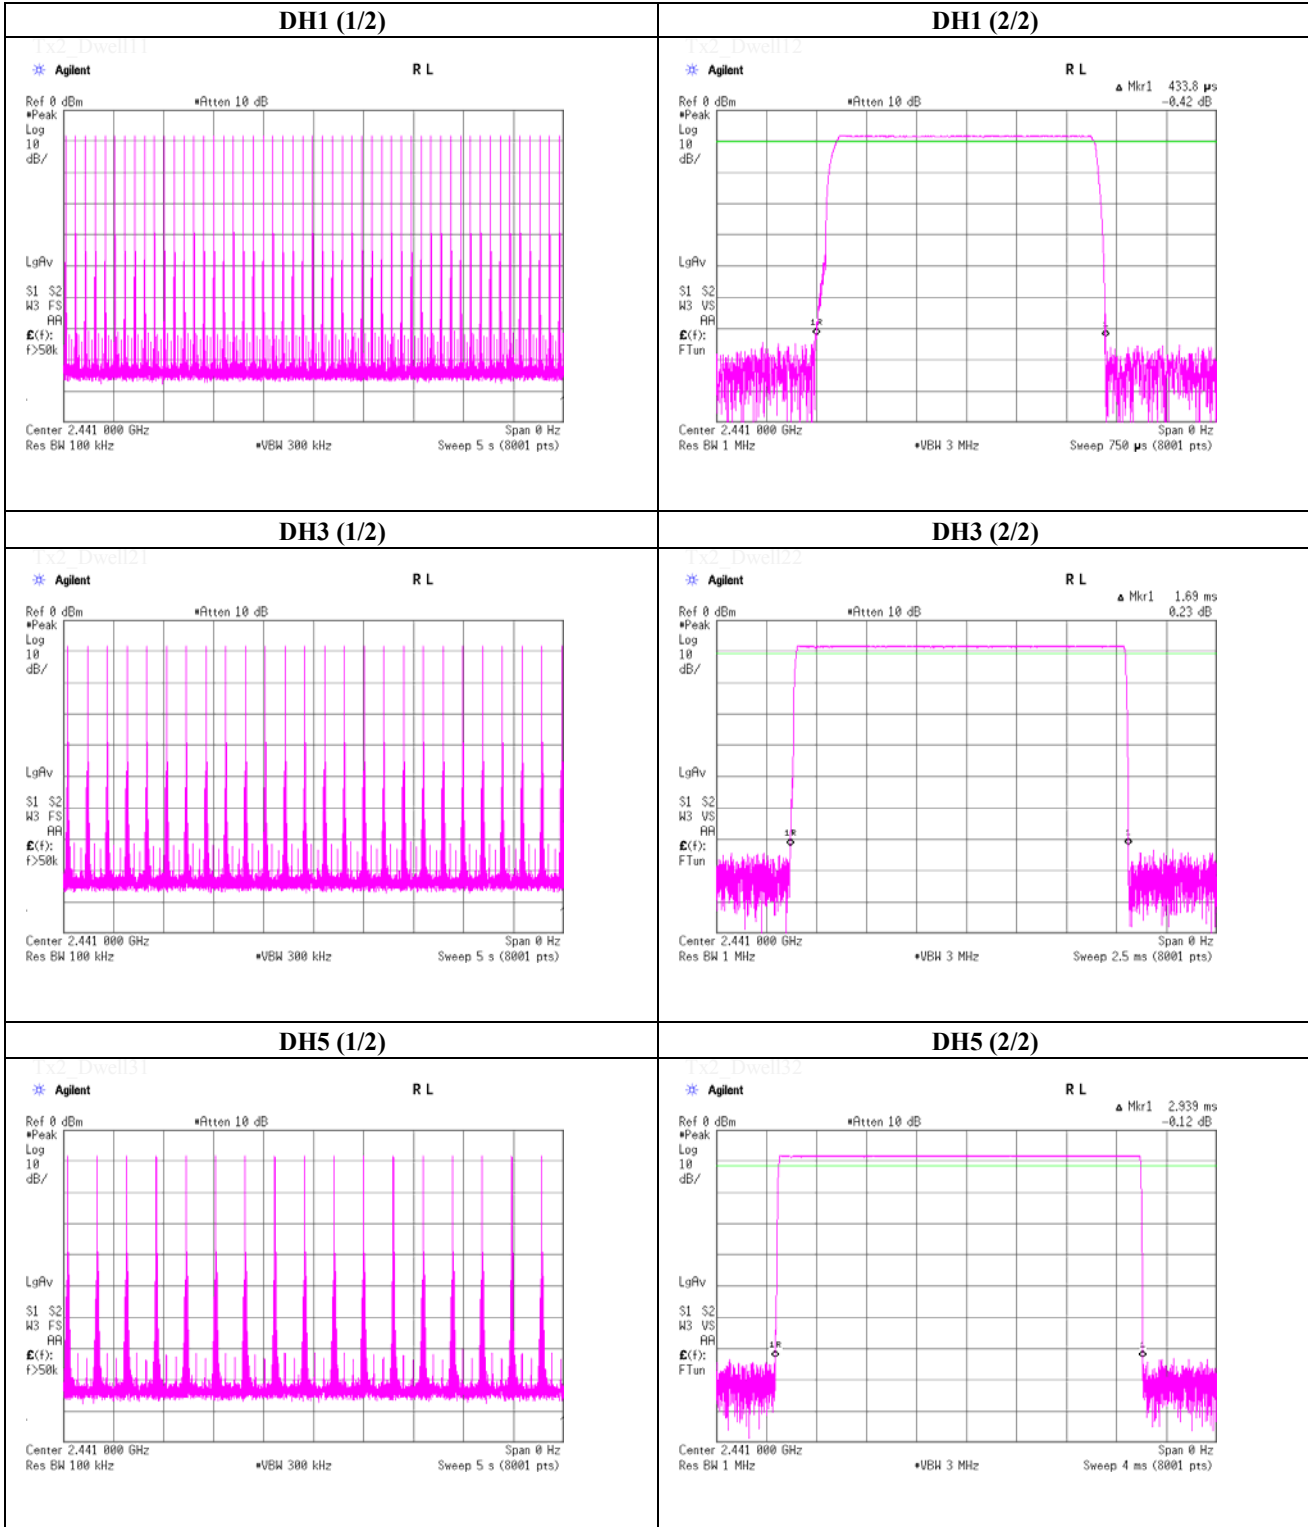 DH1 (1/2)
DH1 (2/2)
Tx2_Dwell11
Agilent
R L
Ref 0 dBm
#Atten 10 dB
#Peak
Log
10
dB/
LgAv
S1 S2
W3 FS
AA
£(f):
f>50k
Center 2.441 000 GHz
Span 0 Hz
Res BW 100 kHz
#VBW 300 kHz
Sweep 5 s (8001 pts)
Tx2_Dwell12
Agilent
R L
Δ Mkr1 433.8 µs
Ref 0 dBm
#Atten 10 dB
-0.42 dB
#Peak
Log
10
dB/
LgAv
S1 S2
W3 VS
AA
£(f):
FTun
1R
1
Center 2.441 000 GHz
Span 0 Hz
Res BW 1 MHz
#VBW 3 MHz
Sweep 750 µs (8001 pts)
DH3 (1/2)
DH3 (2/2)
Tx2_Dwell21
Agilent
R L
Ref 0 dBm
#Atten 10 dB
#Peak
Log
10
dB/
LgAv
S1 S2
W3 FS
AA
£(f):
f>50k
Center 2.441 000 GHz
Span 0 Hz
Res BW 100 kHz
#VBW 300 kHz
Sweep 5 s (8001 pts)
Tx2_Dwell22
Agilent
R L
Δ Mkr1 1.69 ms
Ref 0 dBm
#Atten 10 dB
0.23 dB
#Peak
Log
10
dB/
LgAv
S1 S2
W3 VS
AA
£(f):
FTun
1R
1
Center 2.441 000 GHz
Span 0 Hz
Res BW 1 MHz
#VBW 3 MHz
Sweep 2.5 ms (8001 pts)
DH5 (1/2)
DH5 (2/2)
Tx2_Dwell31
Agilent
R L
Ref 0 dBm
#Atten 10 dB
#Peak
Log
10
dB/
LgAv
S1 S2
W3 FS
AA
£(f):
f>50k
Center 2.441 000 GHz
Span 0 Hz
Res BW 100 kHz
#VBW 300 kHz
Sweep 5 s (8001 pts)
Tx2_Dwell32
Agilent
R L
Δ Mkr1 2.939 ms
Ref 0 dBm
#Atten 10 dB
-0.12 dB
#Peak
Log
10
dB/
LgAv
S1 S2
W3 VS
AA
£(f):
FTun
1R
1
Center 2.441 000 GHz
Span 0 Hz
Res BW 1 MHz
#VBW 3 MHz
Sweep 4 ms (8001 pts)